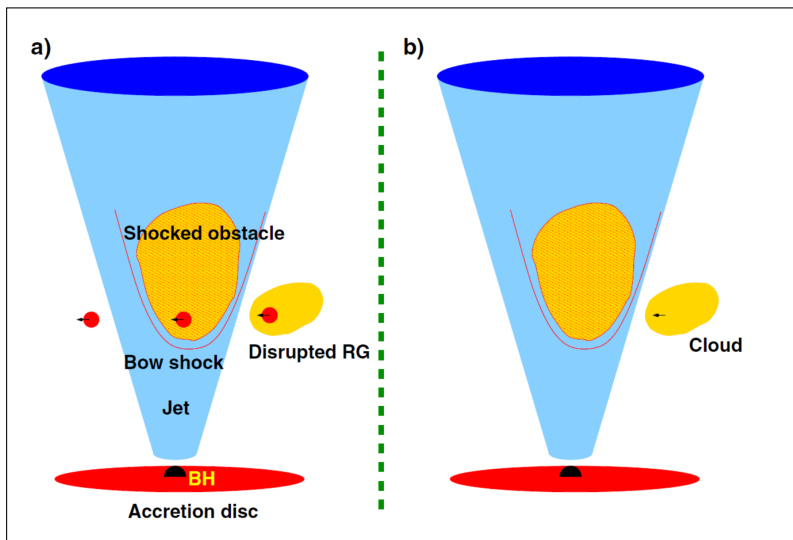 a)
b)
Shocked obstacle
Disrupted RG
Cloud
Bow shock
Jet
BH
Accretion disc